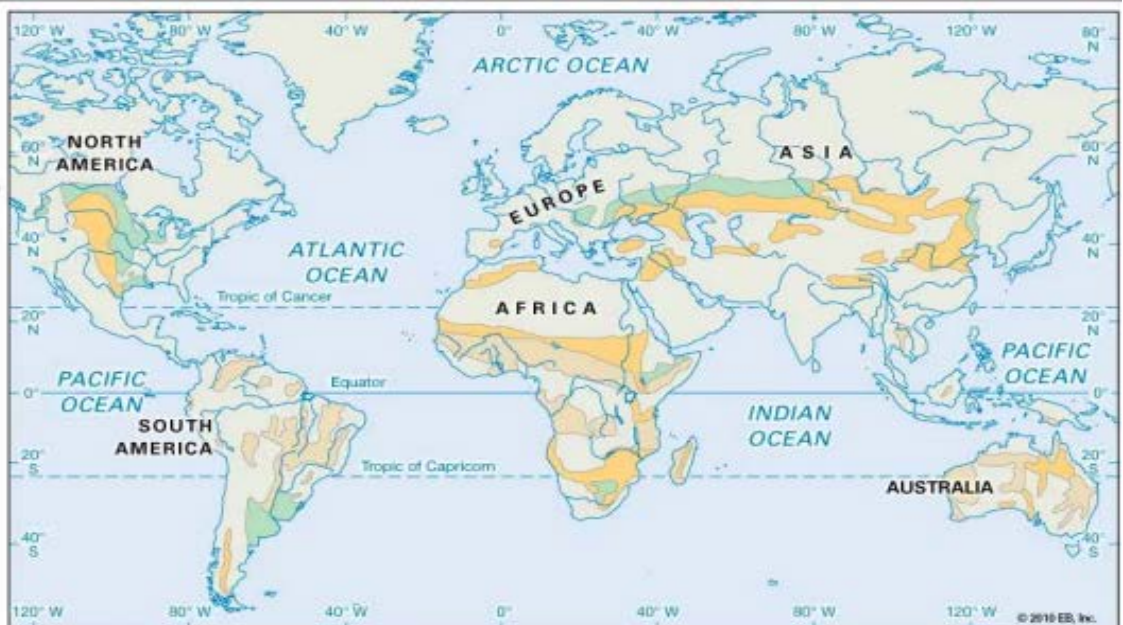 120° W 80° W 40° W 0° 40° W 80° W 120° W
80°
N
ARCTIC OCEAN
NORTH
AMERICA
60
N
60°
N
ASIA
EUROPE
40°
N
40°
N
ATLANTIC
OCEAN
Tropic of Cancer
AFRICA
20°
N
20°
N
PACIFIC
OCEAN
PACIFIC
OCEAN
0°
Equator
0°
INDIAN
OCEAN
SOUTH
AMERICA
20°
S
Tropic of Capricorn
20°
S
AUSTRALIA
40°
S
40°
S
120° W 80° W 40° W 0° 40° W 80° W 120° W
© 2010 EB, Inc.